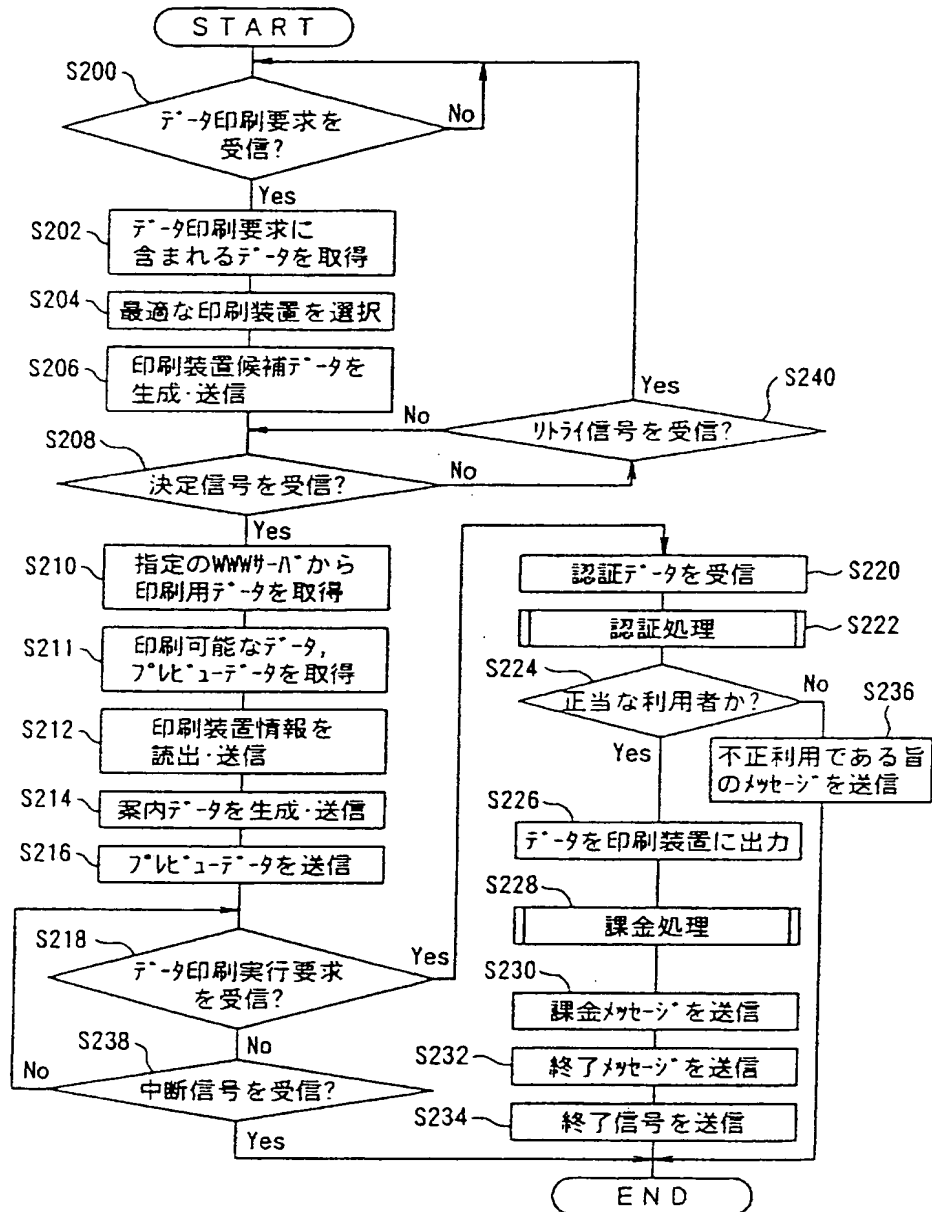 START
S200
データ印刷要求を
受信?
No
Yes
S202
データ印刷要求に
含まれるデータを取得
S204
最適な印刷装置を選択
S206
印刷装置候補データを
生成・送信
Yes
S240
No
リトライ信号を受信?
S208
決定信号を受信?
No
Yes
S210
指定のWWWサーバから
印刷用データを取得
S211
印刷可能なデータ,
プレビューデータを取得
S212
印刷装置情報を
読出・送信
S214
案内データを生成・送信
S216
プレビューデータを送信
S218
データ印刷実行要求
を受信?
Yes
No
S238
No
中断信号を受信?
Yes
認証データを受信
S220
認証処理
S222
S224
正当な利用者か?
No
S236
Yes
不正利用である旨
のメッセージを送信
S226
データを印刷装置に出力
S228
課金処理
S230
課金メッセージを送信
S232
終了メッセージを送信
S234
終了信号を送信
END